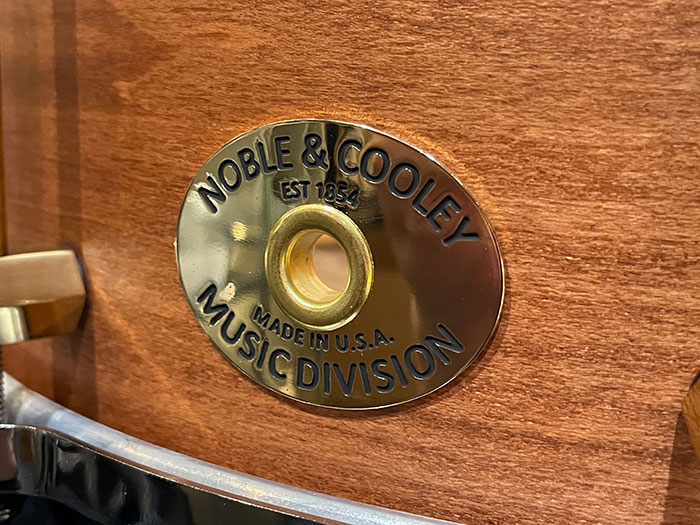 NOBLE & COOLEY
EST 1854
MADE IN U.S.A.
MUSIC DIVISION